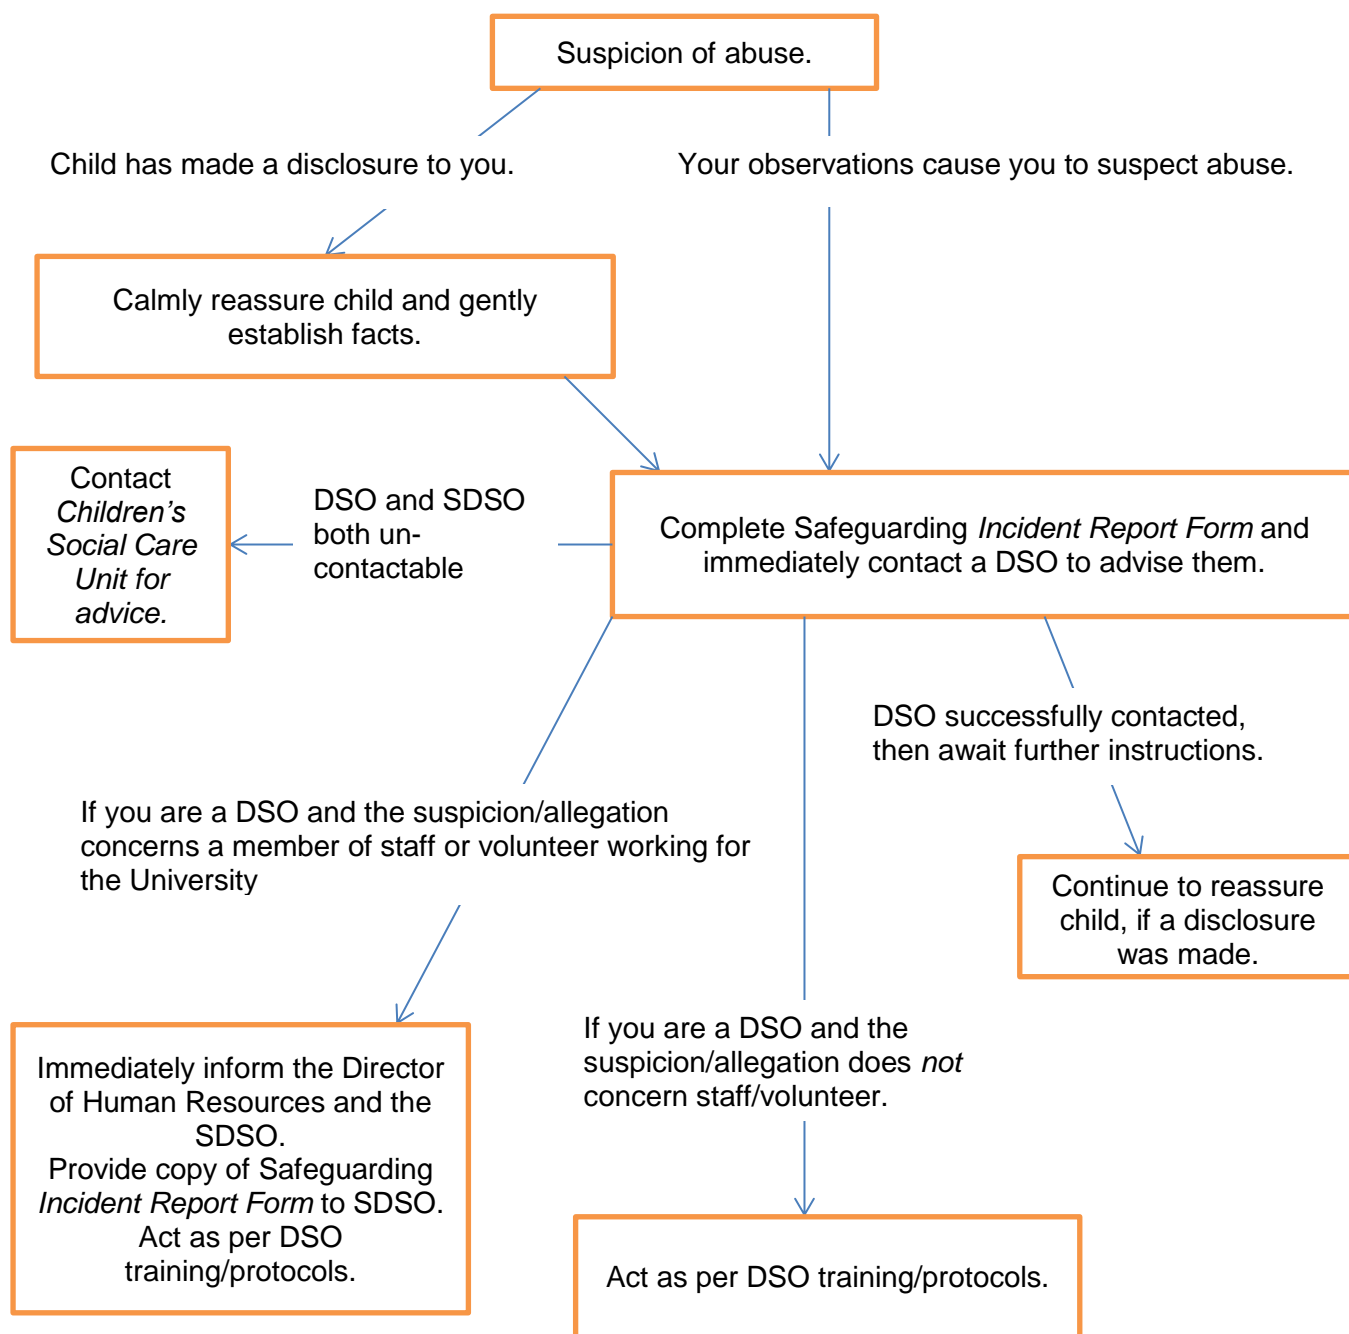 Suspicion of abuse.
Child has made a disclosure to you.
Your observations cause you to suspect abuse.
Calmly reassure child and gently
establish facts.
Contact
Children’s
Social Care
Unit for
advice.
DSO and SDSO
both un-
contactable
Complete Safeguarding Incident Report Form and
immediately contact a DSO to advise them.
DSO successfully contacted,
then await further instructions.
If you are a DSO and the suspicion/allegation
concerns a member of staff or volunteer working for
the University
Continue to reassure
child, if a disclosure
was made.
Immediately inform the Director
of Human Resources and the
SDSO.
Provide copy of Safeguarding
Incident Report Form to SDSO.
Act as per DSO
training/protocols.
If you are a DSO and the
suspicion/allegation does not
concern staff/volunteer.
Act as per DSO training/protocols.